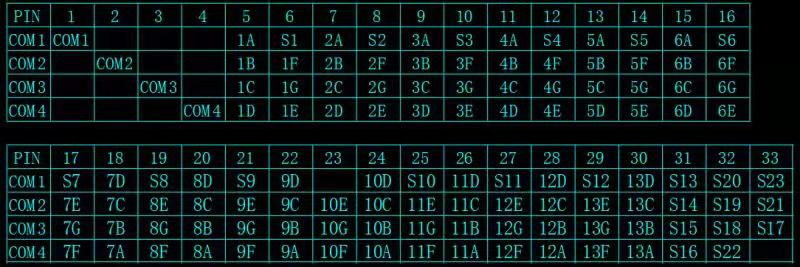 PIN 1 2 3 4 5 6 7 8 9 10 11 12 13 14 15 16
COM1 COM1 1A S1 2A S2 3A S3 4A S4 5A S5 6A S6
COM2 COM2 1B 1F 2B 2F 3B 3F 4B 4F 5B 5F 6B 6F
COM3 COM3 1C 1G 2C 2G 3C 3G 4C 4G 5C 5G 6C 6G
COM4 COM4 1D 1E 2D 2E 3D 3E 4D 4E 5D 5E 6D 6E
PIN 17 18 19 20 21 22 23 24 25 26 27 28 29 30 31 32 33
COM1 S7 7D S8 8D S9 9D 10D S10 11D S11 12D S12 13D S13 S20 S23
COM2 7E 7C 8E 8C 9E 9C 10E 10C 11E 11C 12E 12C 13E 13C S14 S19 S21
COM3 7G 7B 8G 8B 9G 9B 10G 10B 11G 11B 12G 12B 13G 13B S15 S18 S17
COM4 7F 7A 8F 8A 9F 9A 10F 10A 11F 11A 12F 12A 13F 13A S16 S22